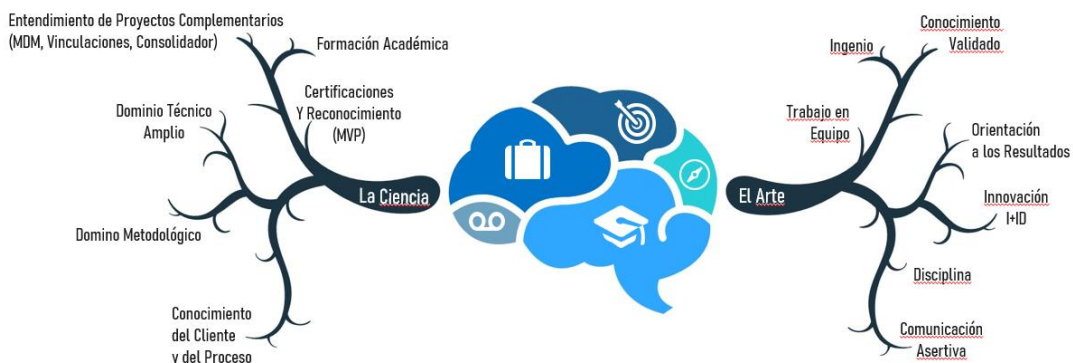 Entendimiento de Proyectos Complementarios
(MDM, Vinculaciones, Consolidador)
Formación Académica
Certificaciones
Y Reconocimiento
(MVP)
Dominio Técnico
Amplio
La Ciencia
Domino Metodológico
Conocimiento
del Cliente
y del Proceso
Conocimiento
Validado
Ingenio
Trabajo en
Equipo
Orientación
a los Resultados
El Arte
Innovación
I+ID
Disciplina
Comunicación
Asertiva